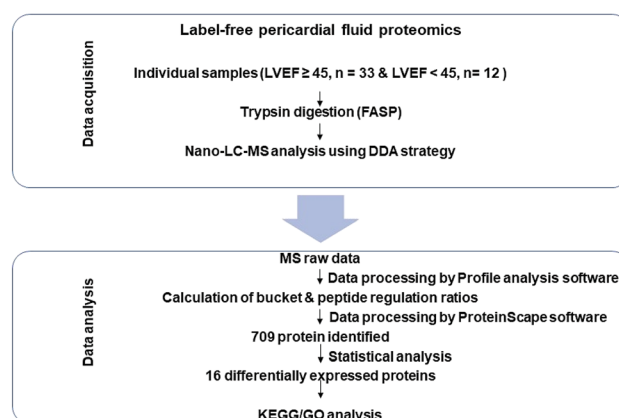 Label-free pericardial fluid proteomics
Data acquisition
Individual samples (LVEF ≥ 45, n = 33 & LVEF < 45, n= 12 )
Trypsin digestion (FASP)
Nano-LC-MS analysis using DDA strategy
Data analysis
MS raw data
Data processing by Profile analysis software
Calculation of bucket & peptide regulation ratios
Data processing by ProteinScape software
709 protein identified
Statistical analysis
16 differentially expressed proteins
KEGG/GO analysis